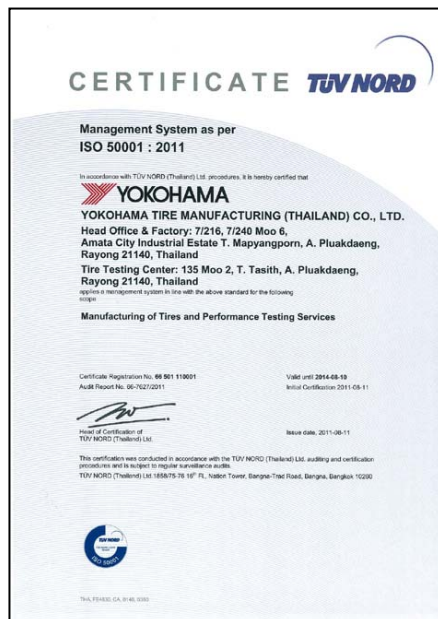 CERTIFICATE TÜV NORD
Management System as per
ISO 50001 : 2011
In accordance with TÜV NORD (Thailand) Ltd. procedures, it is hereby certified that
YOKOHAMA
YOKOHAMA TIRE MANUFACTURING (THAILAND) CO., LTD.
Head Office & Factory: 7/216, 7/240 Moo 6,
Amata City Industrial Estate T. Mapyangporn, A. Pluakdaeng,
Rayong 21140, Thailand
Tire Testing Center: 135 Moo 2, T. Tasith, A. Pluakdaeng,
Rayong 21140, Thailand
applies a management system in line with the above standard for the following
scope
Manufacturing of Tires and Performance Testing Services
Certificate Registration No. 66 501 110001 Valid until 2014-08-10
Audit Report No. 66-7627/2011 Initial Certification 2011-08-11
Head of Certification of Issue date, 2011-08-11
TÜV NORD (Thailand) Ltd.
This certification was conducted in accordance with the TÜV NORD (Thailand) Ltd. auditing and certification
procedures and is subject to regular surveillance audits.
TÜV NORD (Thailand) Ltd. 1858/75-76 16th FL, Nation Tower, Bangna-Trad Road, Bangna, Bangkok 10260
TÜV NORD
ISO 50001